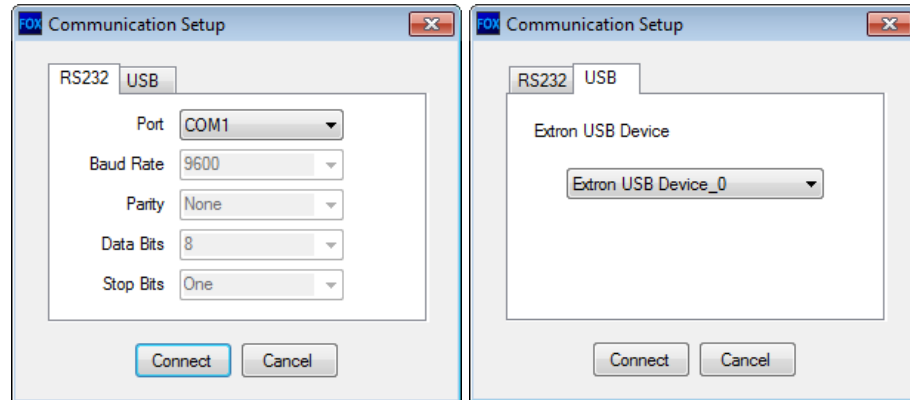 FOX Communication Setup
RS232 USB
Port COM1
Baud Rate 9600
Parity None
Data Bits 8
Stop Bits One
Connect Cancel
FOX Communication Setup
RS232 USB
Extron USB Device
Extron USB Device_0
Connect Cancel